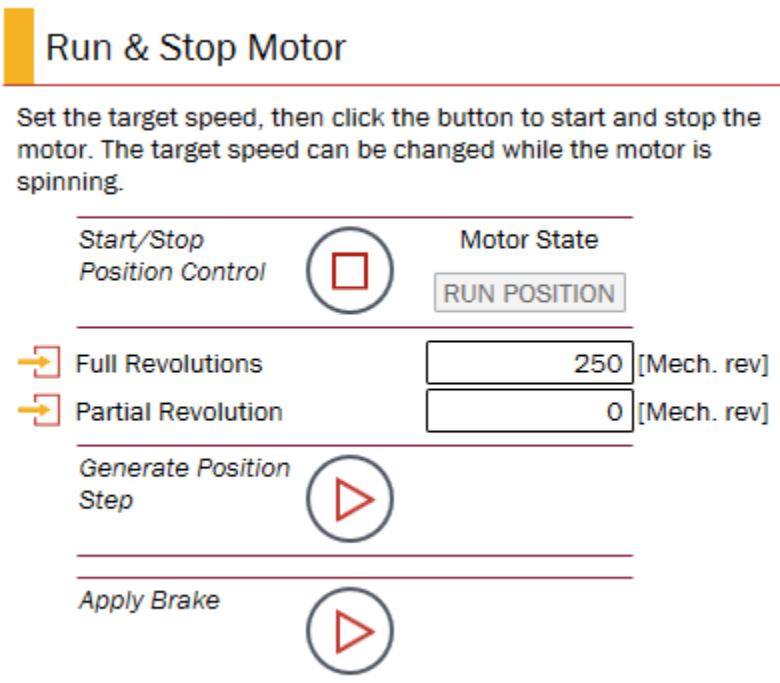 Run & Stop Motor
Set the target speed, then click the button to start and stop the
motor. The target speed can be changed while the motor is
spinning.
Start/Stop
Position Control
Motor State
RUN POSITION
Full Revolutions 250 [Mech. rev]
Partial Revolution 0 [Mech. rev]
Generate Position
Step
Apply Brake